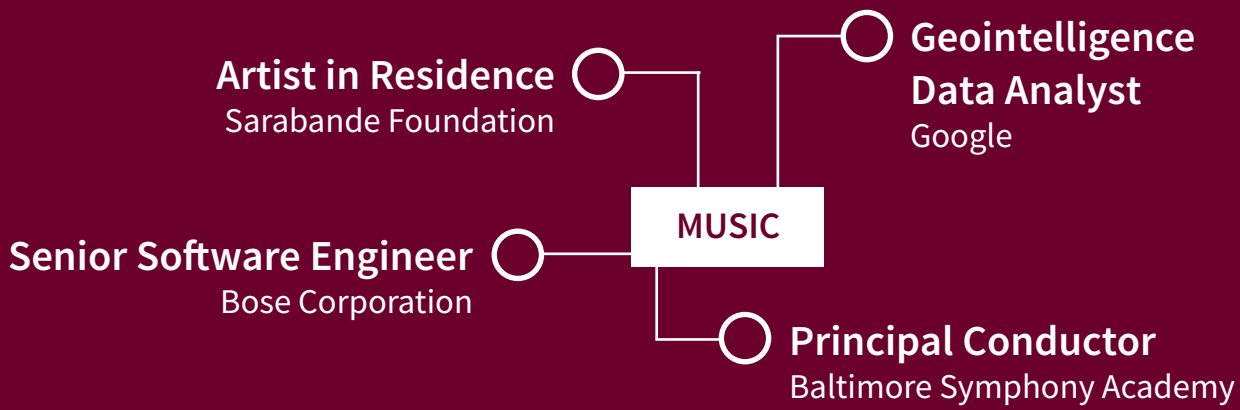 Artist in Residence
Sarabande Foundation
Geointelligence
Data Analyst
Google
MUSIC
Senior Software Engineer
Bose Corporation
Principal Conductor
Baltimore Symphony Academy